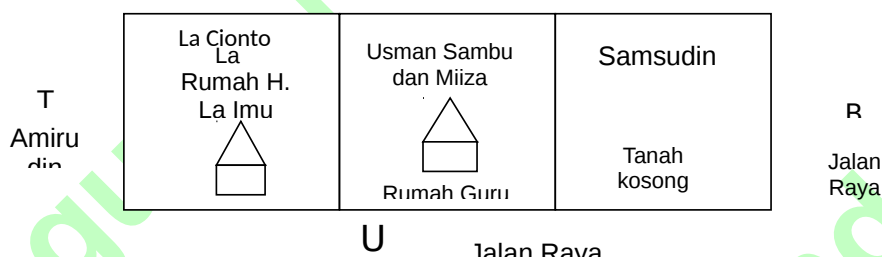 La Cionto
La
Rumah H.
La Imu
Usman Sambu
dan Miiza
Rumah Guru
Samsudin
Tanah
kosong
T
Amiru
din
B
Jalan
Raya
U
Jalan Raya